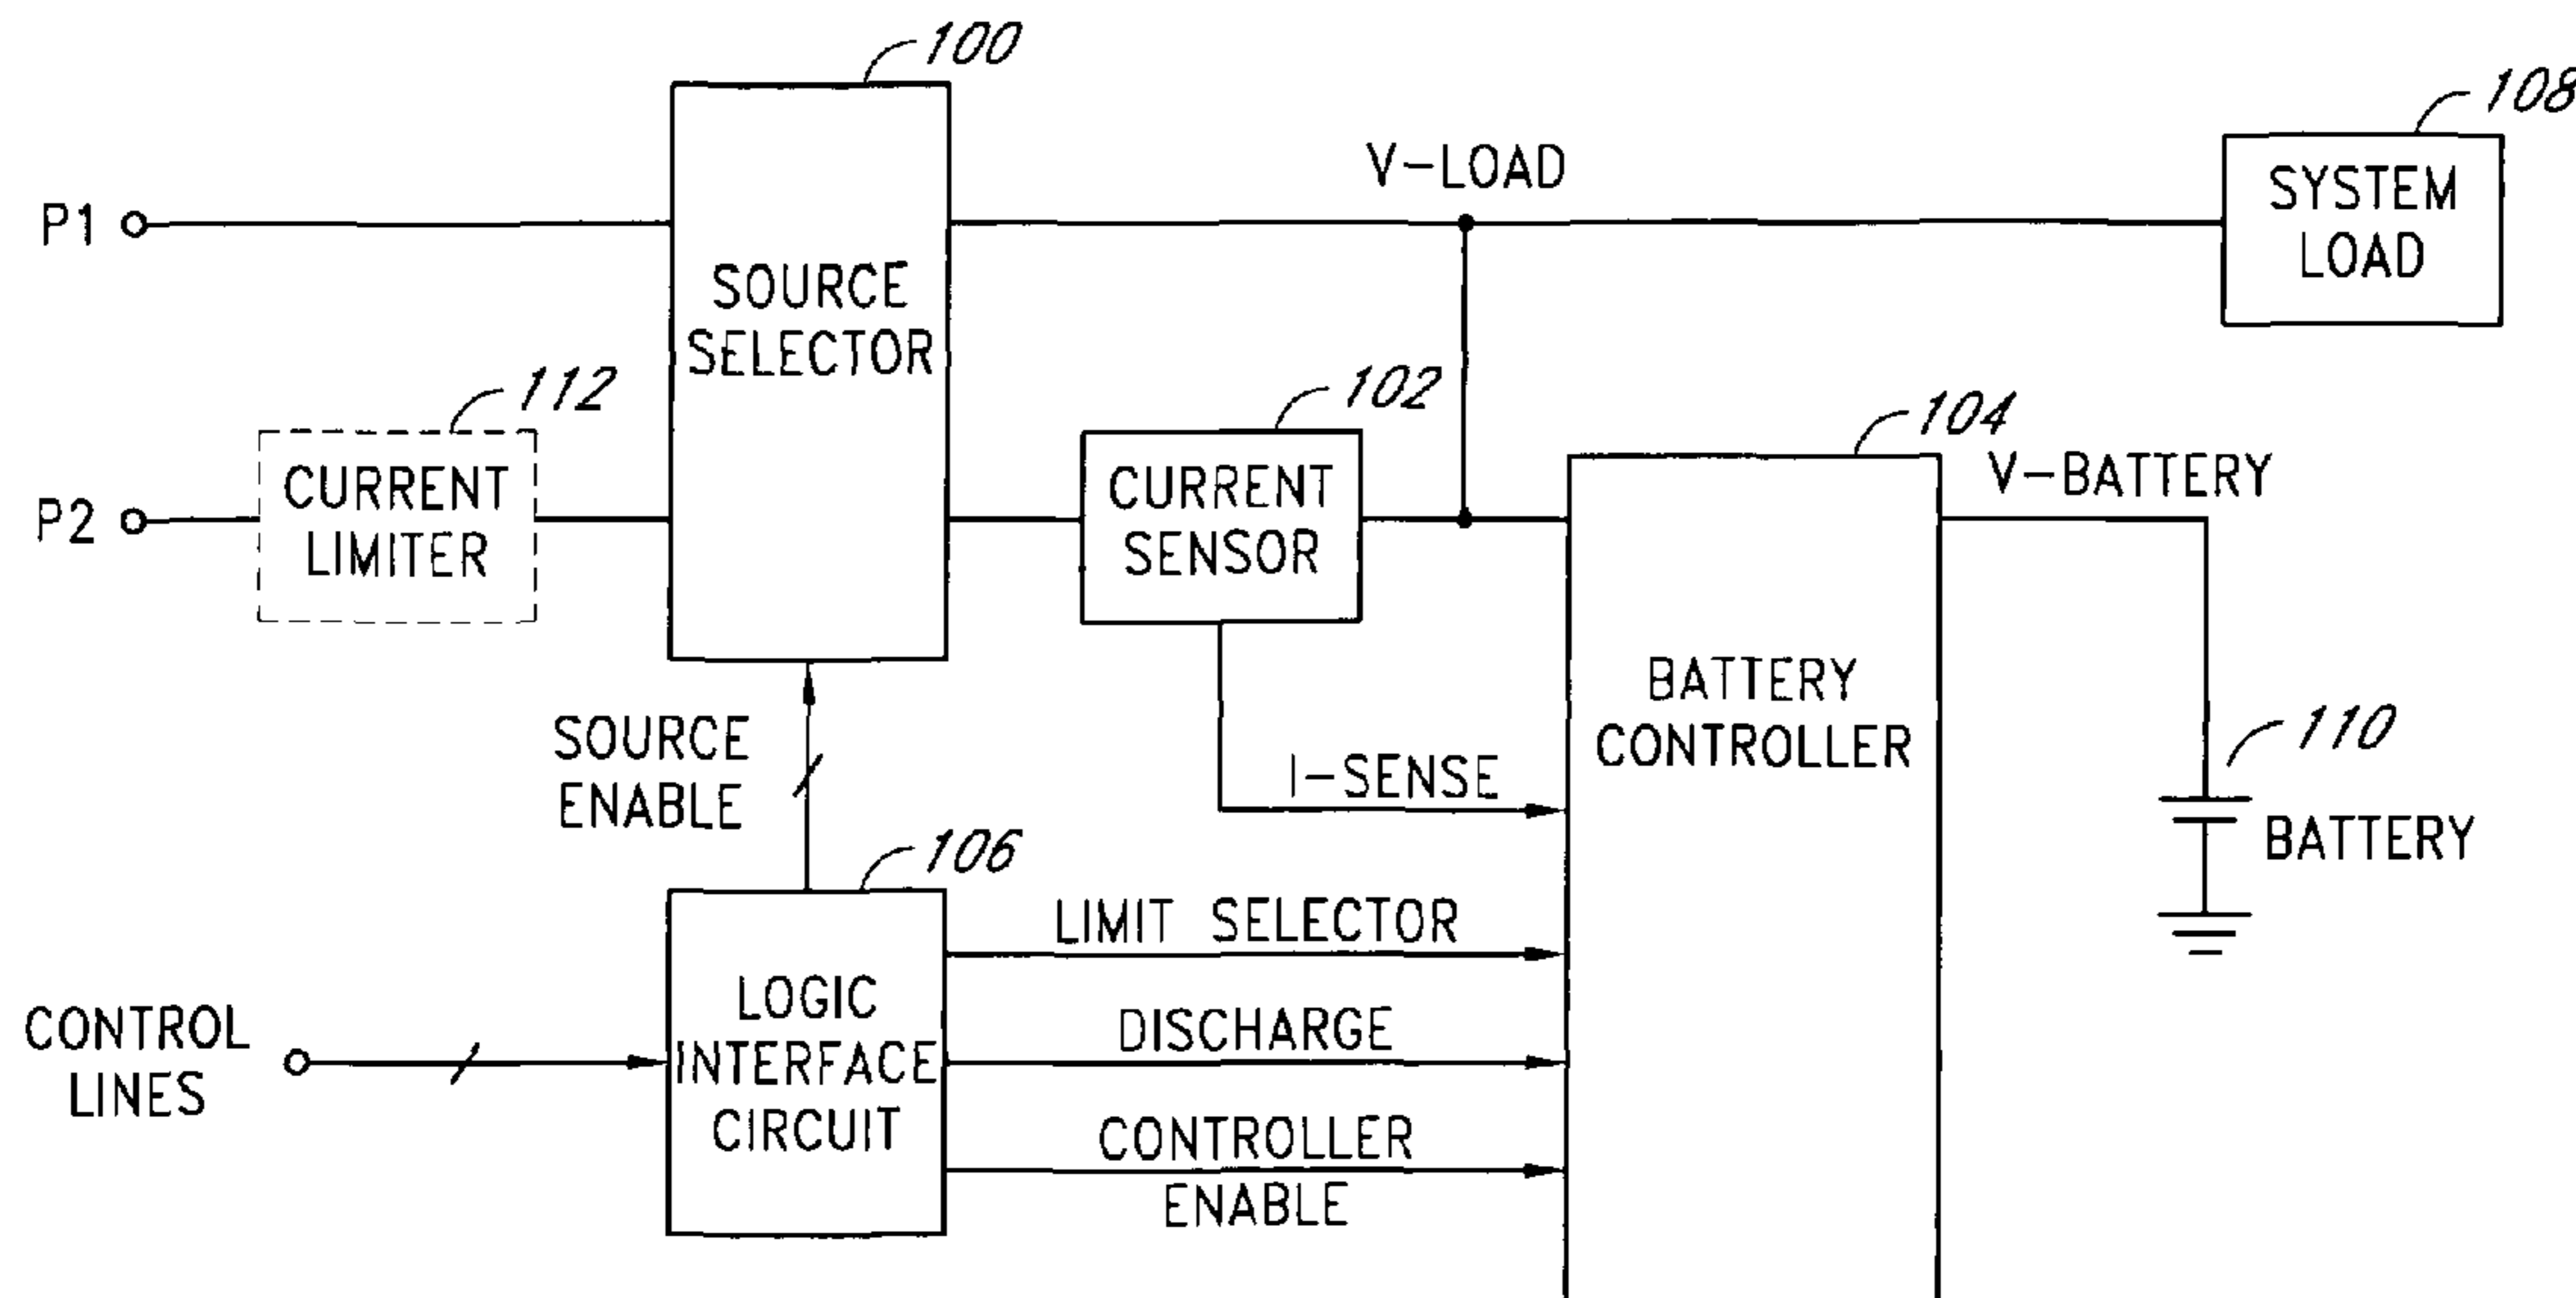 100
108
V-LOAD
SYSTEM
LOAD
P1
SOURCE
SELECTOR
112
102
104
CURRENT
LIMITER
CURRENT
SENSOR
V-BATTERY
P2
BATTERY
CONTROLLER
SOURCE
ENABLE
I-SENSE
110
BATTERY
106
LIMIT SELECTOR
LOGIC
INTERFACE
CIRCUIT
CONTROL
LINES
DISCHARGE
CONTROLLER
ENABLE